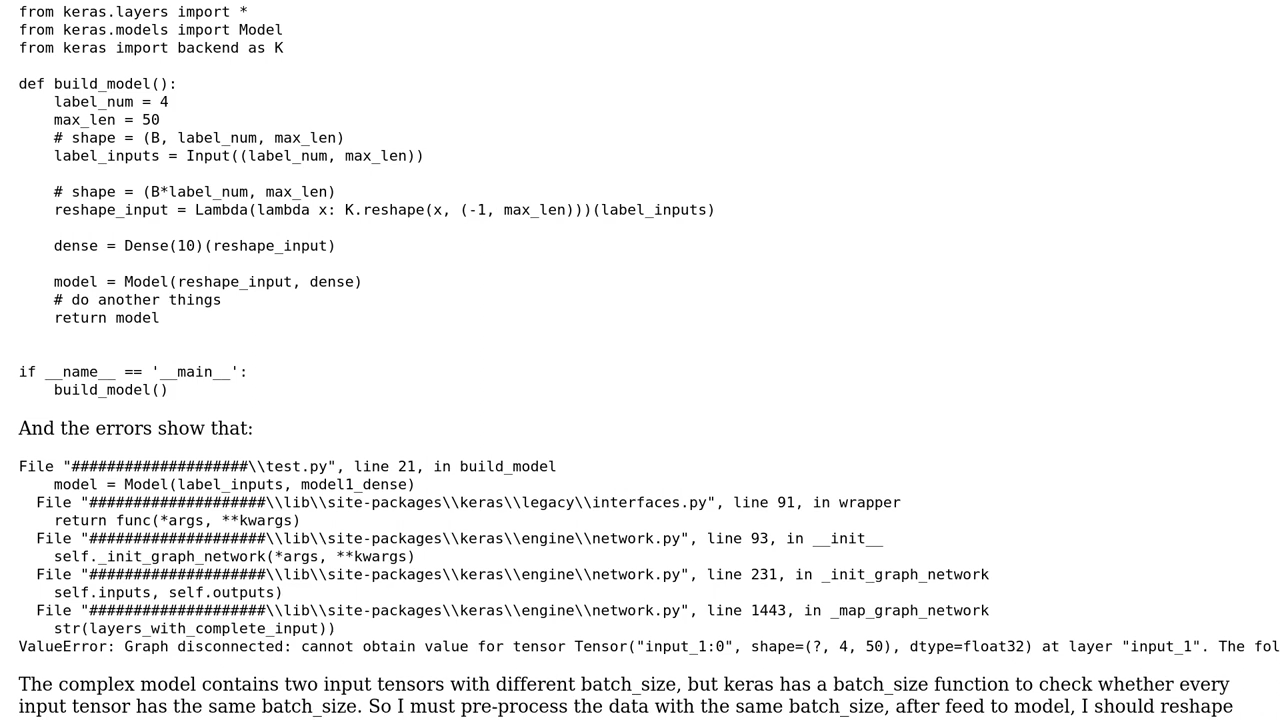 from keras.layers import *
from keras.models import Model
from keras import backend as K
def build_model():
    label_num = 4
    max_len = 50
    # shape = (B, label_num, max_len)
    label_inputs = Input((label_num, max_len))
    # shape = (B*label_num, max_len)
    reshape_input = Lambda(lambda x: K.reshape(x, (-1, max_len)))(label_inputs)
    dense = Dense(10)(reshape_input)
    model = Model(reshape_input, dense)
    # do another things
    return model
if __name__ == '__main__':
    build_model()
And the errors show that:
File "####################\\test.py", line 21, in build_model
    model = Model(label_inputs, model1_dense)
  File "####################\\lib\\site-packages\\keras\\legacy\\interfaces.py", line 91, in wrapper
    return func(*args, **kwargs)
  File "####################\\lib\\site-packages\\keras\\engine\\network.py", line 93, in __init__
    self._init_graph_network(*args, **kwargs)
  File "####################\\lib\\site-packages\\keras\\engine\\network.py", line 231, in _init_graph_network
    self.inputs, self.outputs)
  File "####################\\lib\\site-packages\\keras\\engine\\network.py", line 1443, in _map_graph_network
    str(layers_with_complete_input))
ValueError: Graph disconnected: cannot obtain value for tensor Tensor("input_1:0", shape=(?, 4, 50), dtype=float32) at layer "input_1". The fol
The complex model contains two input tensors with different batch_size, but keras has a batch_size function to check whether every
input tensor has the same batch_size. So I must pre-process the data with the same batch_size, after feed to model, I should reshape